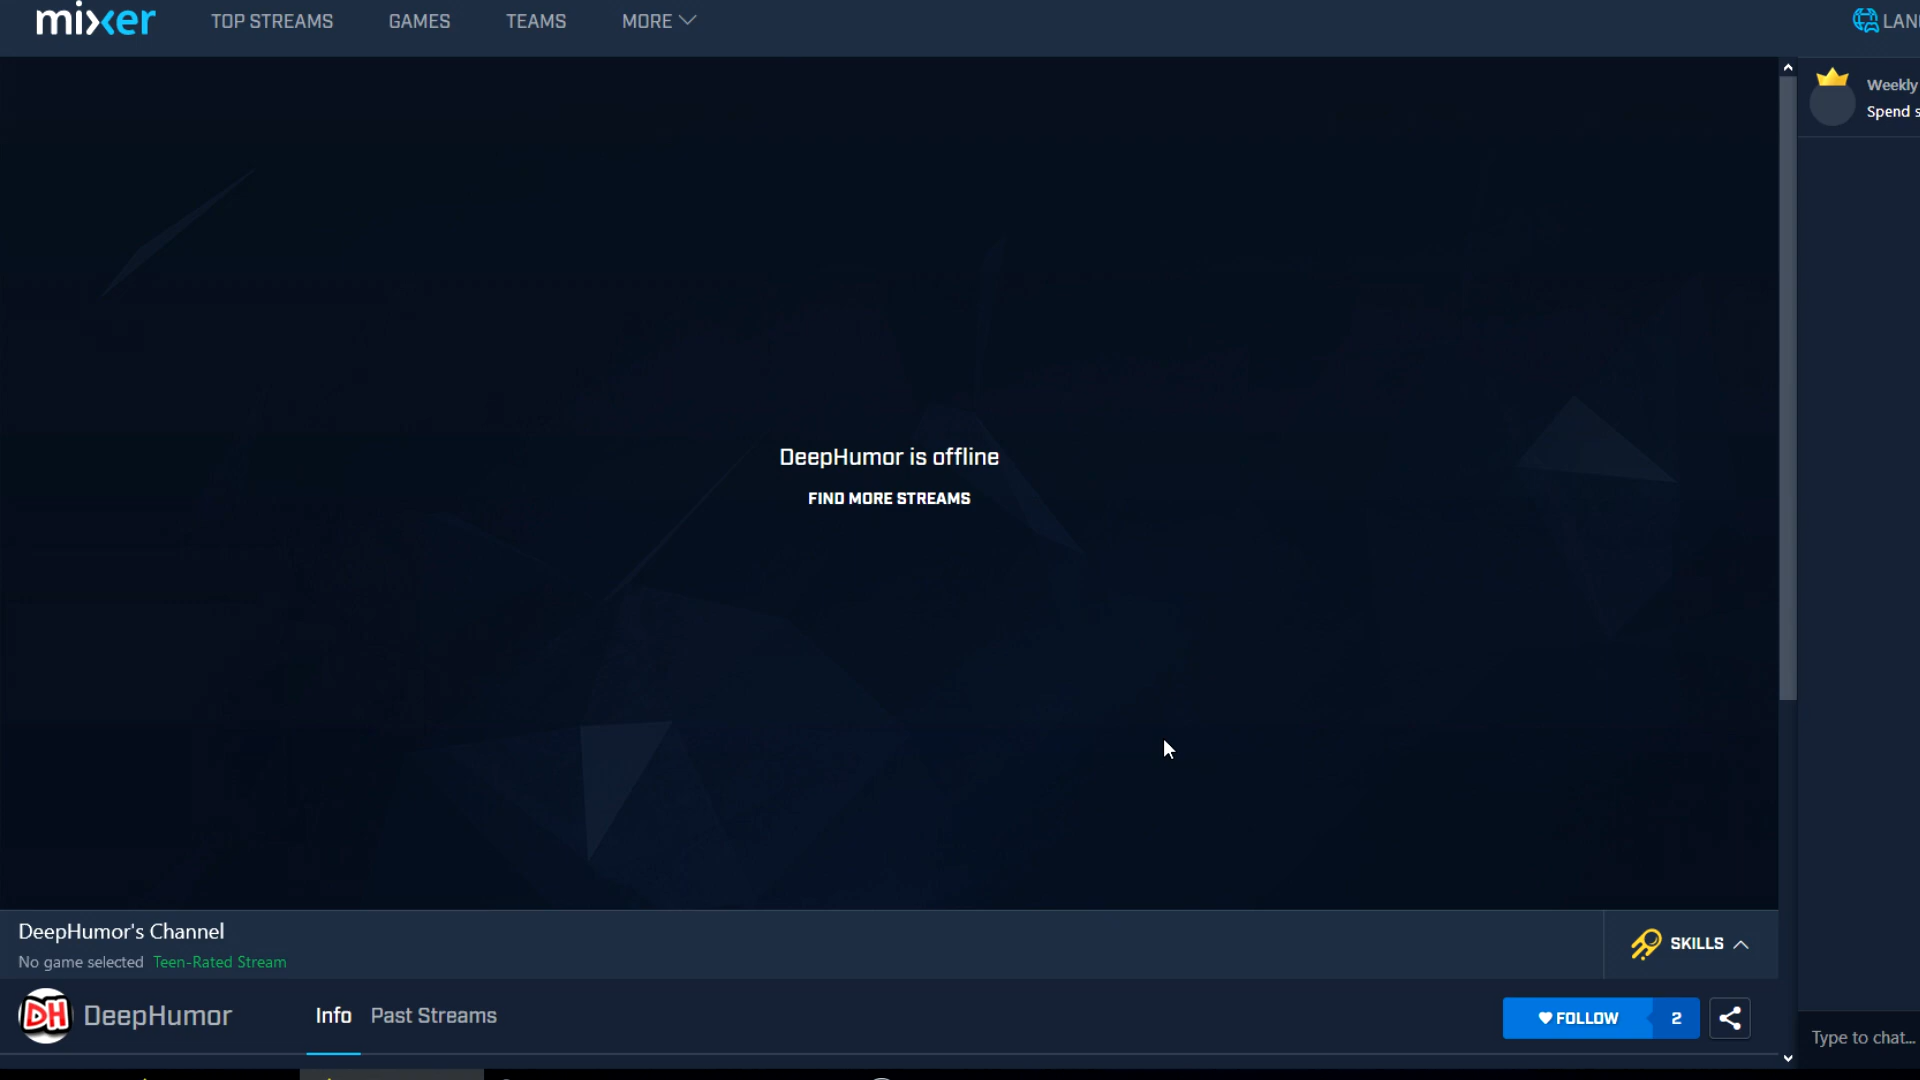 mixer
TOP STREAMS GAMES TEAMS MORE
LAN
Weekly
Spend s
DeepHumor is offline
FIND MORE STREAMS
DeepHumor's Channel
No game selected Teen-Rated Stream
SKILLS
DH DeepHumor Info Past Streams
FOLLOW 2
Type to chat...